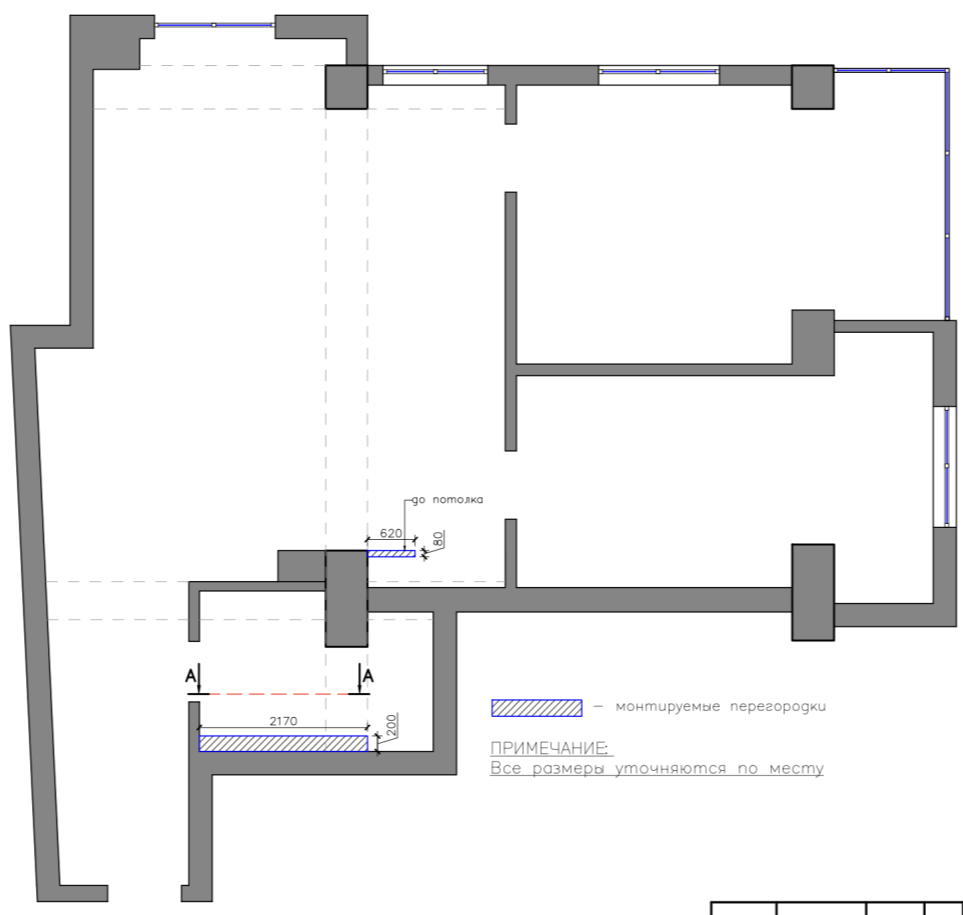 до потолка
620
80
А А
2170
200
– монтируемые перегородки
ПРИМЕЧАНИЕ:
Все размеры уточняются по месту